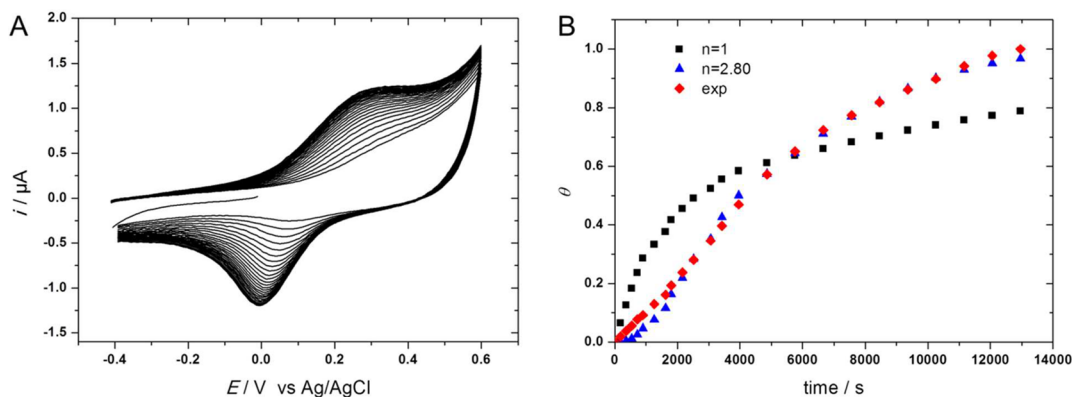 A
2.0
1.5
1.0
0.5
0.0
-0.5
-1.0
-1.5
i / µA
-0.4 -0.2 0.0 0.2 0.4 0.6
E / V vs Ag/AgCl
B
n=1
n=2.80
exp
1.0
0.8
0.6
0.4
0.2
0.0
θ
0 2000 4000 6000 8000 10000 12000 14000
time / s